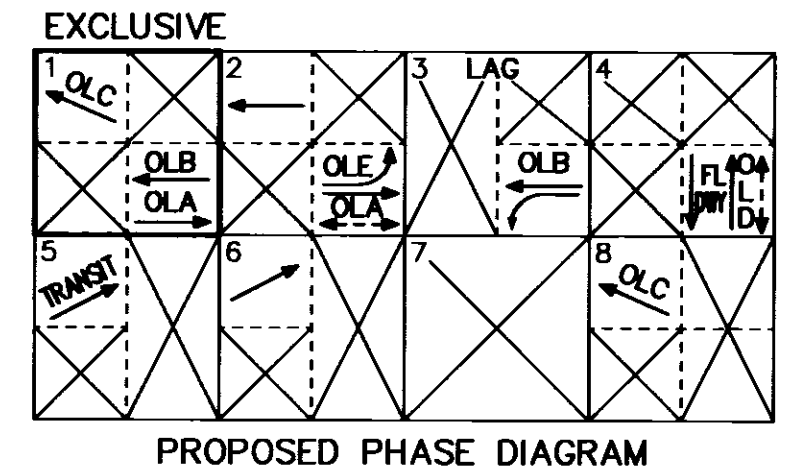 EXCLUSIVE
1
OLC
OLB
OLA
2
OLE
OLA
3
LAG
OLB
4
FL
DWY
OLD
5
TRANSIT
6
7
8
OLC
PROPOSED PHASE DIAGRAM